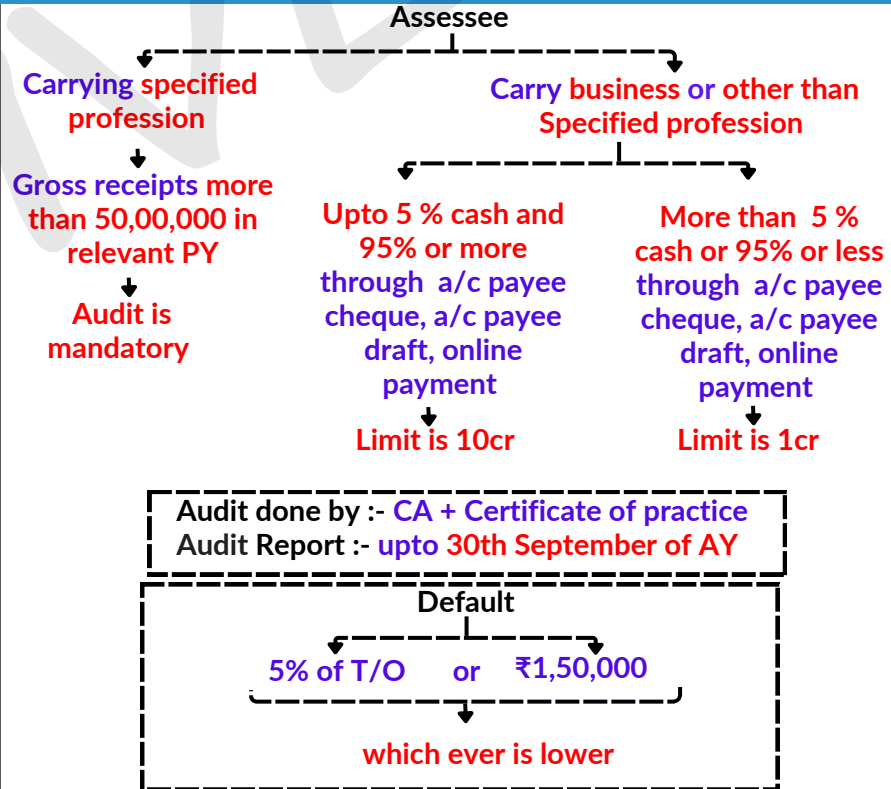 Assessee
Carrying specified
profession
Gross receipts more
than 50,00,000 in
relevant PY
Audit is
mandatory
Carry business or other than
Specified profession
Upto 5 % cash and
95% or more
through a/c payee
cheque, a/c payee
draft, online
payment
Limit is 10cr
More than 5 %
cash or 95% or less
through a/c payee
cheque, a/c payee
draft, online
payment
Limit is 1cr
Audit done by :- CA + Certificate of practice
Audit Report :- upto 30th September of AY
Default
5% of T/O or ₹1,50,000
which ever is lower